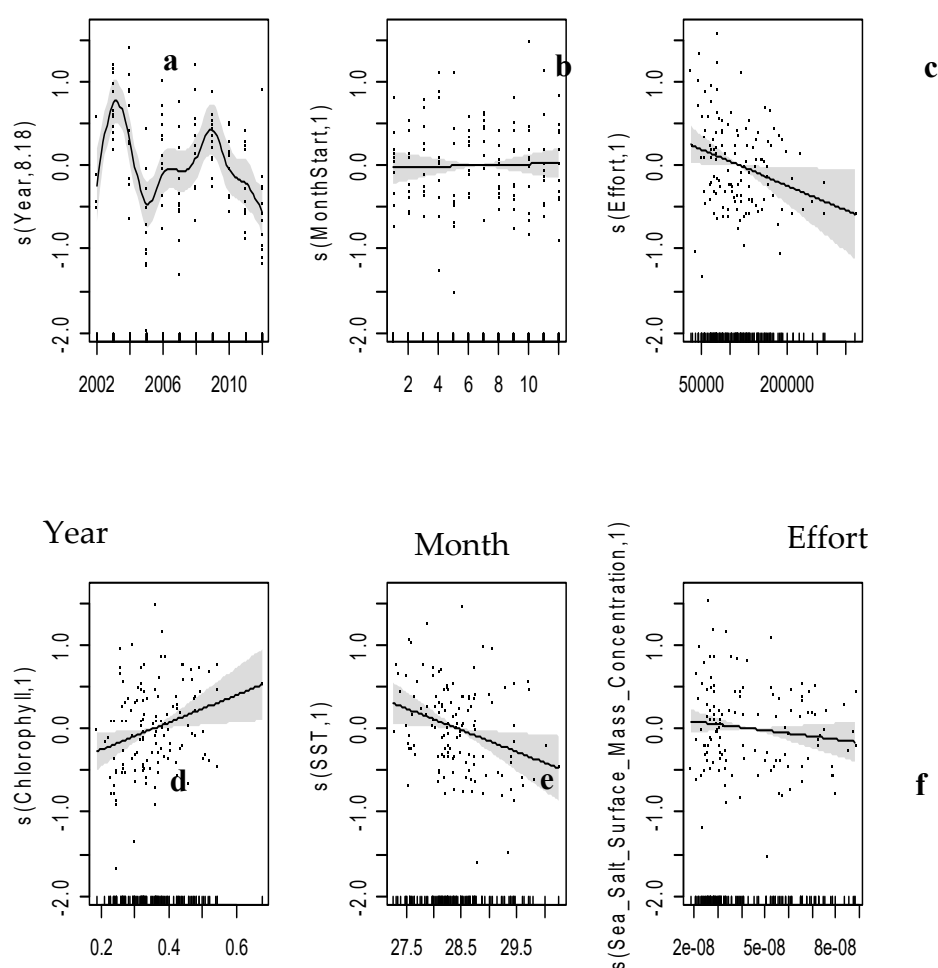 a
b
c
s(Year,8.18)
-2.0 -1.0 0.0 1.0
2002 2006 2010
s(MonthStart,1)
-2.0 -1.0 0.0 1.0
2 4 6 8 10
s(Effort,1)
-2.0 -1.0 0.0 1.0
50000 200000
Year
Month
Effort
s(Chlorophyll,1)
-2.0 -1.0 0.0 1.0
d
0.2 0.4 0.6
s(SST,1)
-2.0 -1.0 0.0 1.0
e
27.5 28.5 29.5
s(Sea_Salt_Surface_Mass_Concentration,1)
-2.0 -1.0 0.0 1.0
f
2e-08 5e-08 8e-08